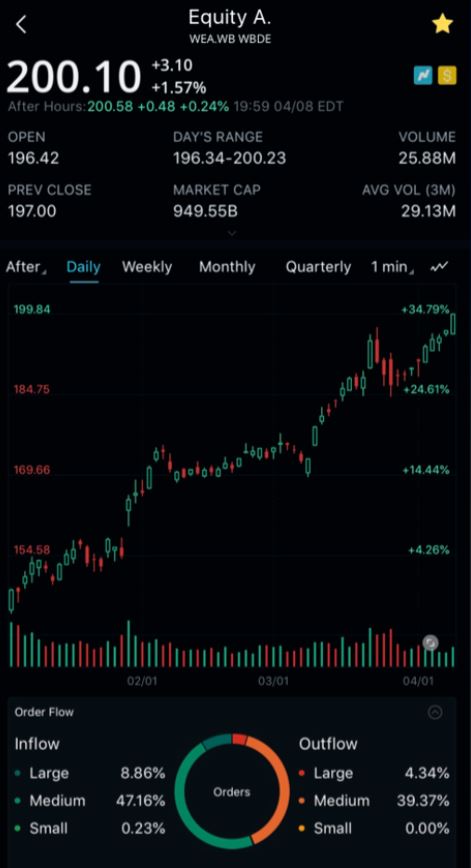 Equity A.
WEA.WB WBDE
200.10 +3.10
+1.57%
After Hours:200.58 +0.48 +0.24% 19:59 04/08 EDT
OPEN DAY'S RANGE VOLUME
196.42 196.34-200.23 25.88M
PREV CLOSE MARKET CAP AVG VOL (3M)
197.00 949.55B 29.13M
After Daily Weekly Monthly Quarterly 1 min
199.84 +34.79%
184.75 +24.61%
169.66 +14.44%
154.58 +4.26%
02/01 03/01 04/01
Order Flow
Inflow Outflow
Large 8.86% Large 4.34%
Medium 47.16% Orders Medium 39.37%
Small 0.23% Small 0.00%